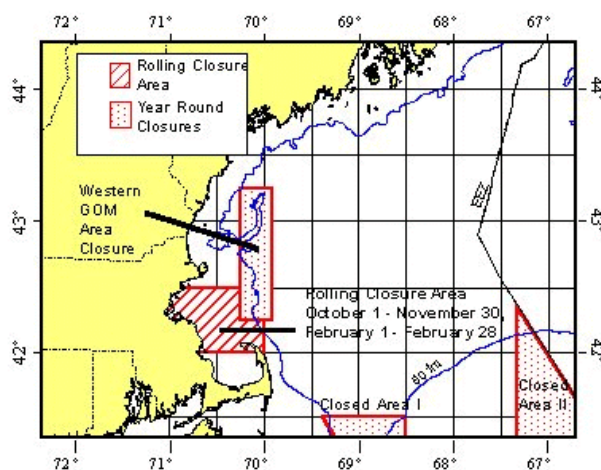 72° 71° 70° 69° 68° 67°
44°
44°
Rolling Closure
Area
Year Round
Closures
Western
GOM
Area
Closure
43°
43°
EEZ
Rolling Closure Area
October 1 - November 30,
February 1 - February 28
42°
42°
60 fm
Closed Area I
Closed
Area II
72° 71° 70° 69° 68° 67°